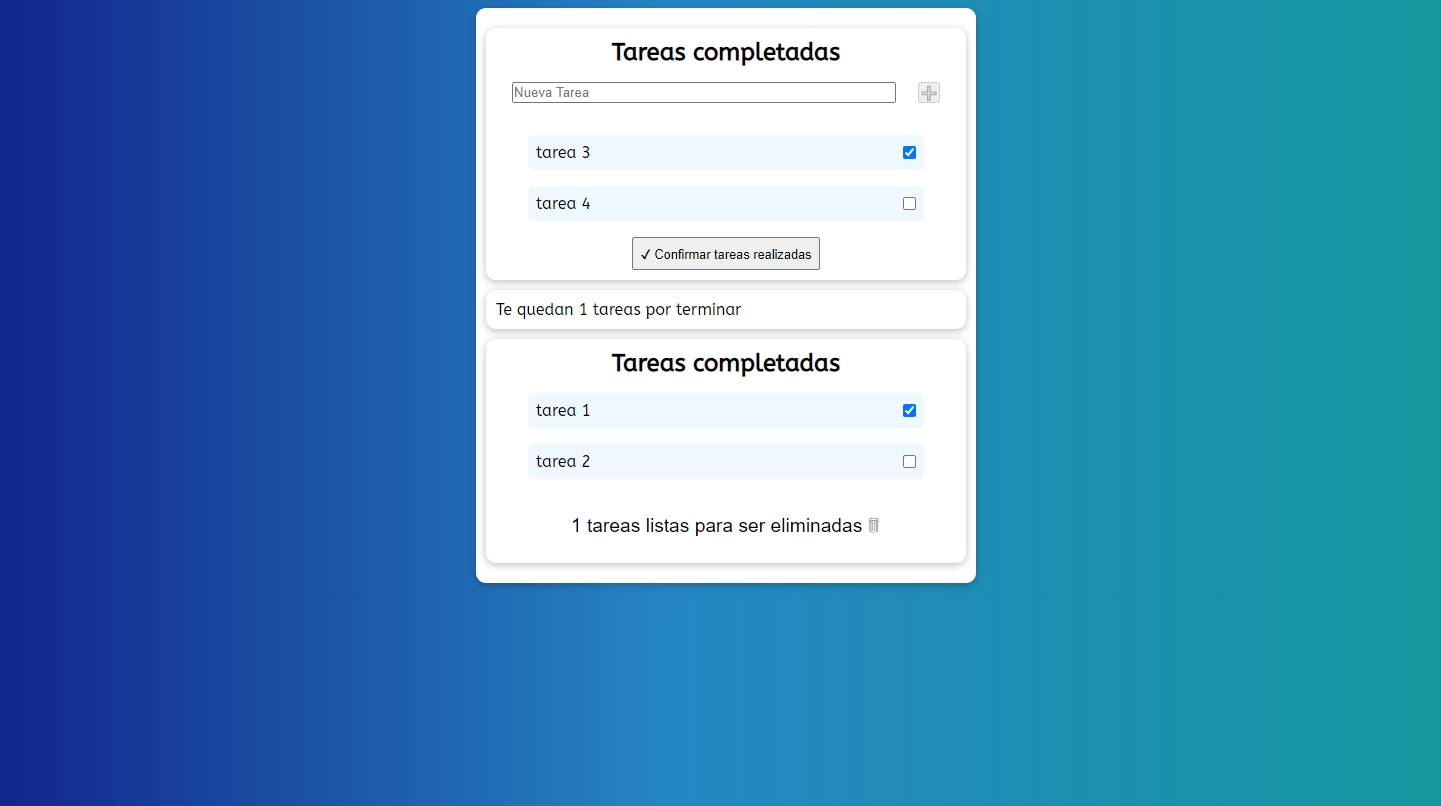 Tareas completadas
Nueva Tarea
tarea 3
tarea 4
✓ Confirmar tareas realizadas
Te quedan 1 tareas por terminar
Tareas completadas
tarea 1
tarea 2
1 tareas listas para ser eliminadas